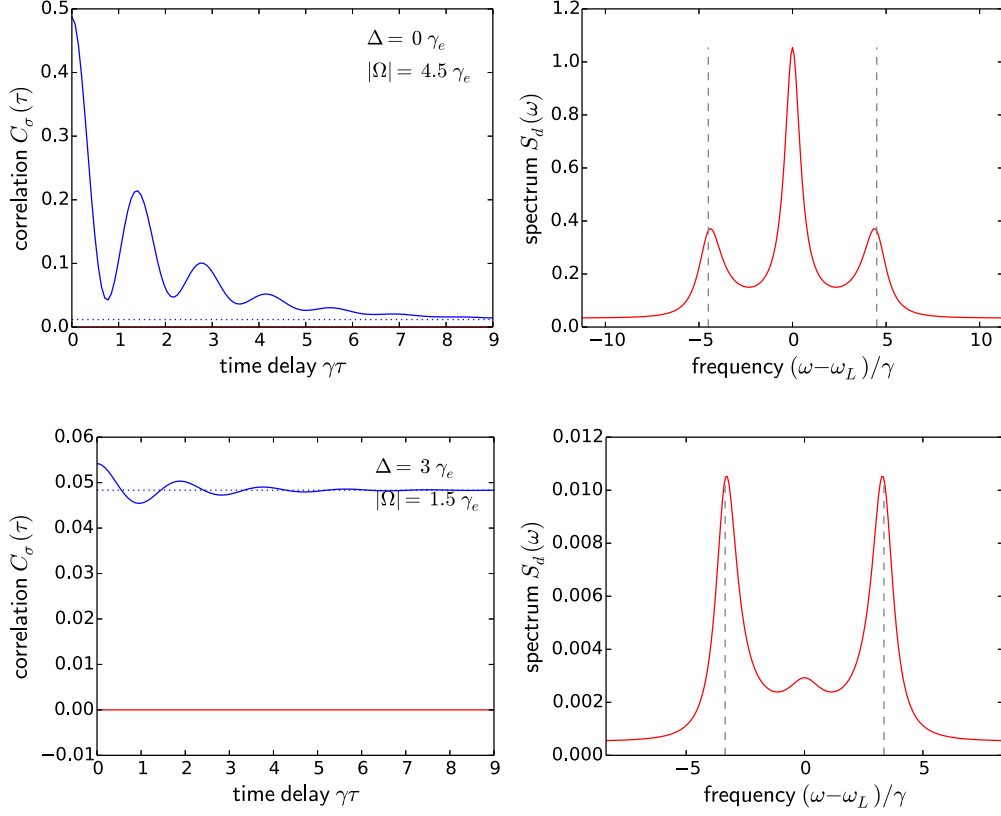 0.5
0.4
0.3
0.2
0.1
0.0
correlation C_σ(τ)
Δ = 0 γ_e
|Ω| = 4.5 γ_e
0 1 2 3 4 5 6 7 8 9
time delay γτ
1.2
1.0
0.8
0.6
0.4
0.2
0.0
spectrum S_d(ω)
−10 −5 0 5 10
frequency (ω−ω_L)/γ
0.06
0.05
0.04
0.03
0.02
0.01
0.00
−0.01
correlation C_σ(τ)
Δ = 3 γ_e
|Ω| = 1.5 γ_e
0 1 2 3 4 5 6 7 8 9
time delay γτ
0.012
0.010
0.008
0.006
0.004
0.002
0.000
spectrum S_d(ω)
−5 0 5
frequency (ω−ω_L)/γ